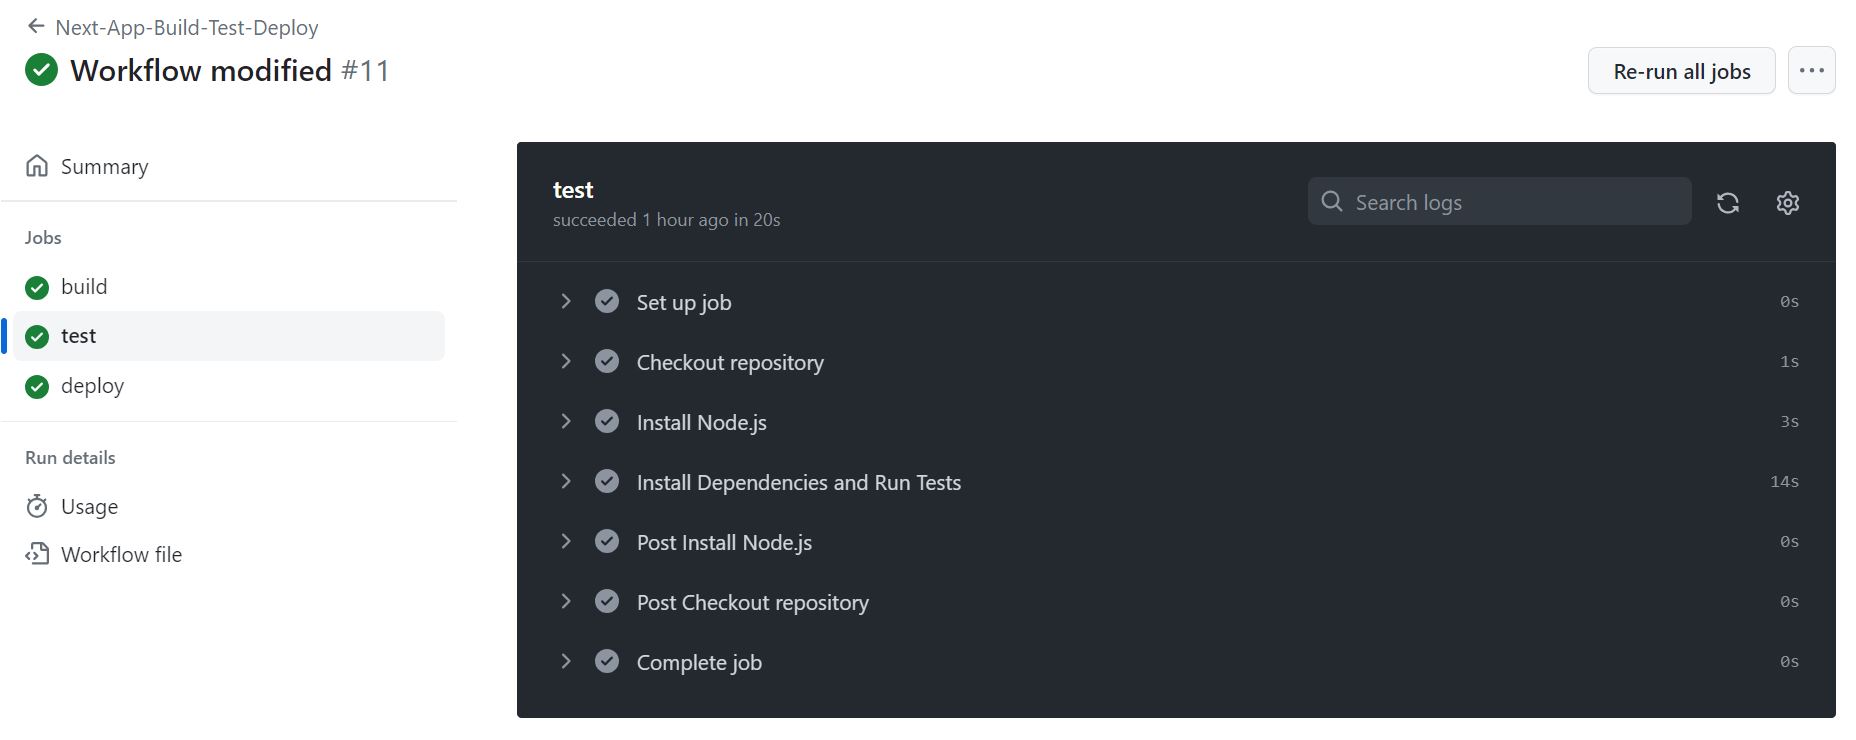 Next-App-Build-Test-Deploy
Workflow modified #11
Re-run all jobs
Summary
Jobs
build
test
deploy
Run details
Usage
Workflow file
test
succeeded 1 hour ago in 20s
Search logs
Set up job 0s
Checkout repository 1s
Install Node.js 3s
Install Dependencies and Run Tests 14s
Post Install Node.js 0s
Post Checkout repository 0s
Complete job 0s